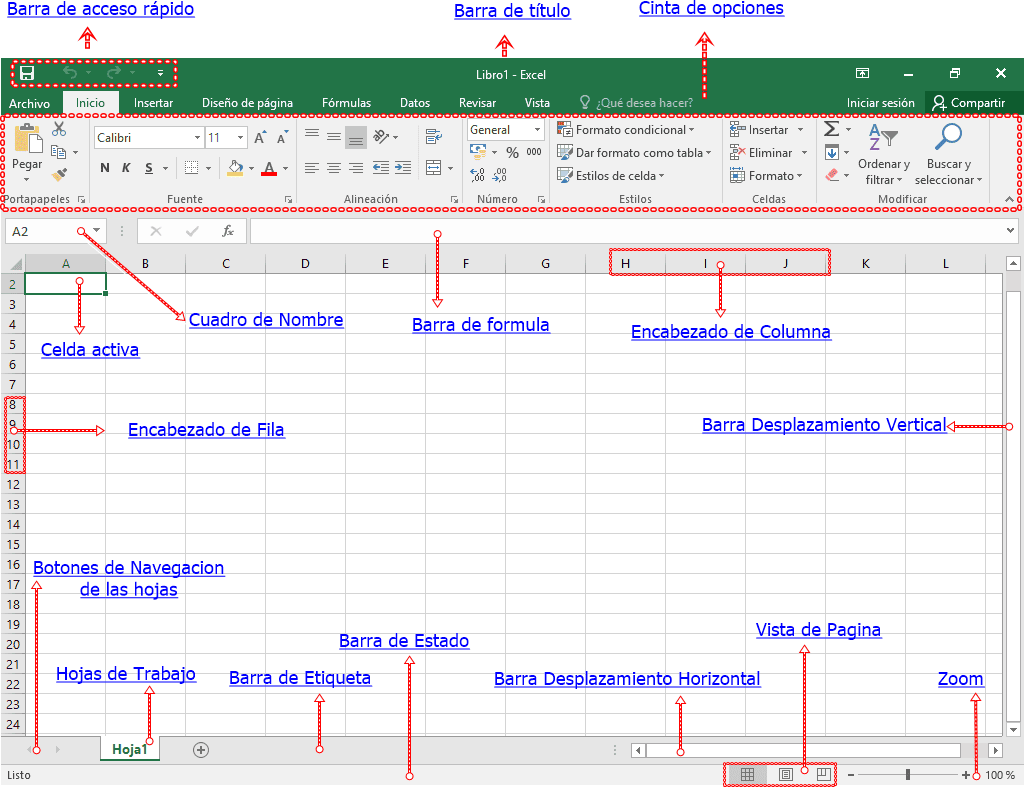 Barra de acceso rápido
Barra de título
Cinta de opciones
Libro1 - Excel
Archivo Inicio Insertar Diseño de página Fórmulas Datos Revisar Vista ¿Qué desea hacer? Iniciar sesión Compartir
Calibri 11 A A General Formato condicional Insertar Σ A Z
Pegar % 000 Dar formato como tabla Eliminar Ordenar y Buscar y
N K S A ,00 ,0 Estilos de celda Formato filtrar seleccionar
Portapapeles Fuente Alineación Número Estilos Celdas Modificar
A2 fx
A B C D E F G H I J K L
2
3
4 Cuadro de Nombre Barra de formula Encabezado de Columna
5 Celda activa
6
7
8
9 Encabezado de Fila Barra Desplazamiento Vertical
10
11
12
13
14
15
16 Botones de Navegacion
17 de las hojas
18
19 Vista de Pagina
20 Barra de Estado
21
22 Hojas de Trabajo Barra de Etiqueta Barra Desplazamiento Horizontal Zoom
23
24
Hoja1
Listo 100 %